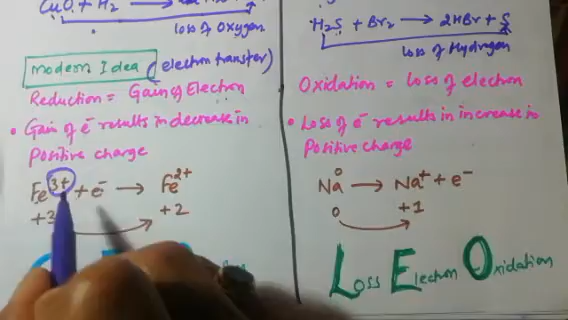 CuO + H2 →
loss of Oxygen
Modern Idea (electron transfer)
Reduction = Gain of Electron
• Gain of e- results in decrease in
Positive charge
Fe3+ + e- → Fe2+
+3 +2
H2S + Br2 → 2HBr + S
loss of Hydrogen
Oxidation = Loss of electron
• Loss of e- results in increase in
Positive charge
Na0 → Na+ + e-
0 +1
Loss Electron Oxidation